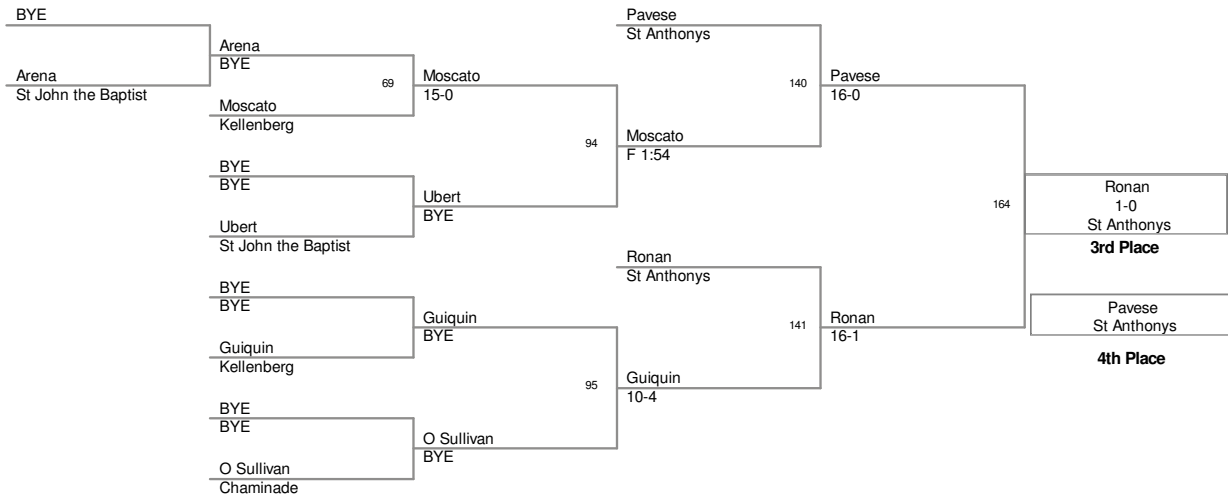 BYE
Arena
St John the Baptist
Arena
BYE
69
Moscato
Kellenberg
BYE
BYE
Ubert
St John the Baptist
BYE
BYE
Guiquin
Kellenberg
BYE
BYE
O Sullivan
Chaminade
Moscato
15-0
94
Ubert
BYE
Guiquin
BYE
95
O Sullivan
BYE
Pavese
St Anthonys
140
Moscato
F 1:54
Ronan
St Anthonys
141
Guiquin
10-4
Pavese
16-0
164
Ronan
16-1
Ronan
1-0
St Anthonys
3rd Place
Pavese
St Anthonys
4th Place